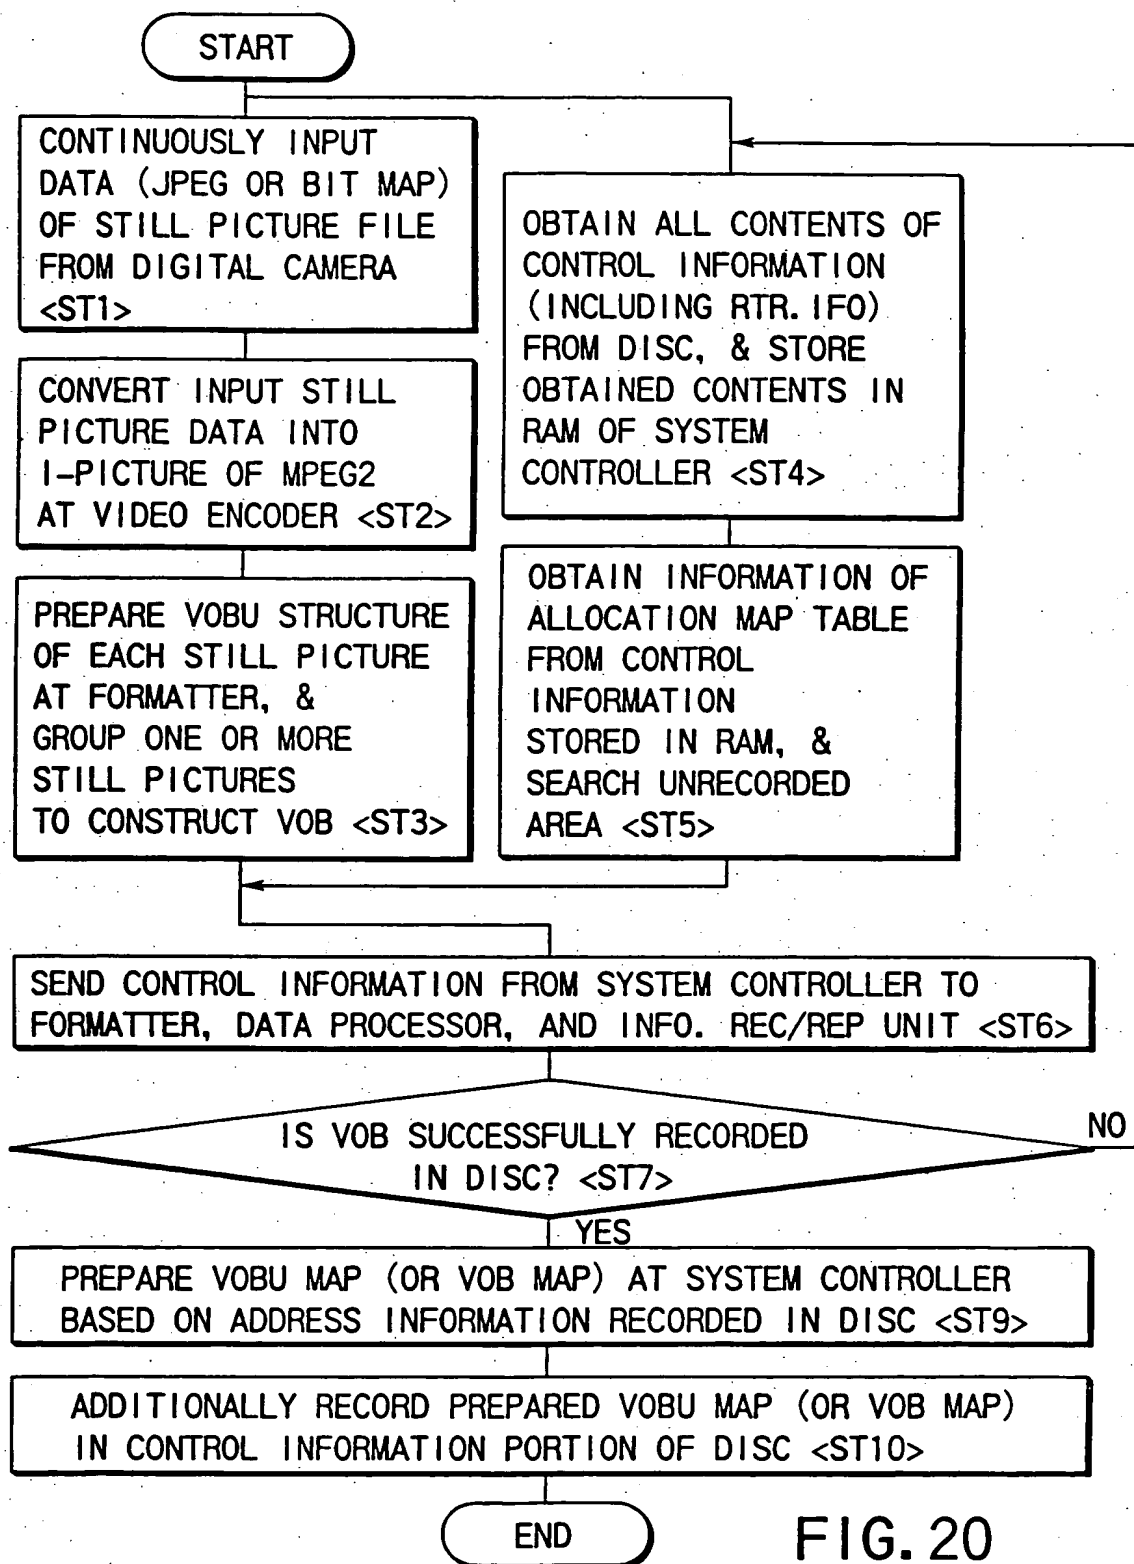 START
CONTINUOUSLY INPUT
DATA (JPEG OR BIT MAP)
OF STILL PICTURE FILE
FROM DIGITAL CAMERA
<ST1>
CONVERT INPUT STILL
PICTURE DATA INTO
I-PICTURE OF MPEG2
AT VIDEO ENCODER <ST2>
PREPARE VOBU STRUCTURE
OF EACH STILL PICTURE
AT FORMATTER, &
GROUP ONE OR MORE
STILL PICTURES
TO CONSTRUCT VOB <ST3>
OBTAIN ALL CONTENTS OF
CONTROL INFORMATION
(INCLUDING RTR. IFO)
FROM DISC, & STORE
OBTAINED CONTENTS IN
RAM OF SYSTEM
CONTROLLER <ST4>
OBTAIN INFORMATION OF
ALLOCATION MAP TABLE
FROM CONTROL
INFORMATION
STORED IN RAM, &
SEARCH UNRECORDED
AREA <ST5>
SEND CONTROL INFORMATION FROM SYSTEM CONTROLLER TO
FORMATTER, DATA PROCESSOR, AND INFO. REC/REP UNIT <ST6>
IS VOB SUCCESSFULLY RECORDED
IN DISC? <ST7>
NO
YES
PREPARE VOBU MAP (OR VOB MAP) AT SYSTEM CONTROLLER
BASED ON ADDRESS INFORMATION RECORDED IN DISC <ST9>
ADDITIONALLY RECORD PREPARED VOBU MAP (OR VOB MAP)
IN CONTROL INFORMATION PORTION OF DISC <ST10>
END
FIG. 20